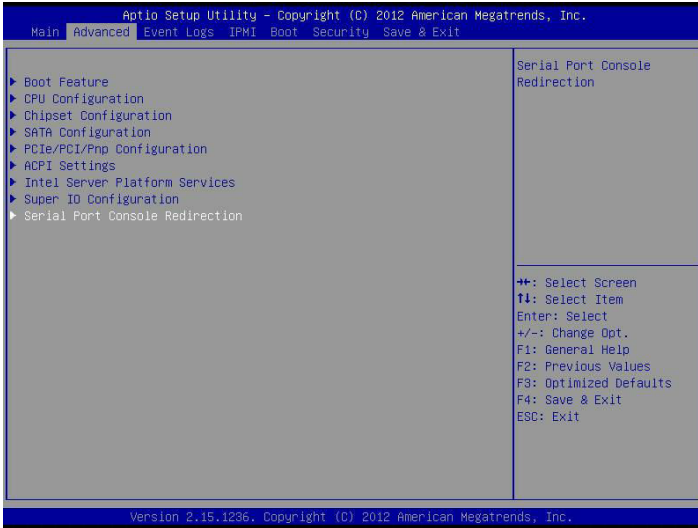 Aptio Setup Utility - Copyright (C) 2012 American Megatrends, Inc.
Main Advanced Event Logs IPMI Boot Security Save & Exit
Boot Feature
CPU Configuration
Chipset Configuration
SATA Configuration
PCIe/PCI/Pnp Configuration
ACPI Settings
Intel Server Platform Services
Super IO Configuration
Serial Port Console Redirection
Serial Port Console
Redirection
→←: Select Screen
↑↓: Select Item
Enter: Select
+/-: Change Opt.
F1: General Help
F2: Previous Values
F3: Optimized Defaults
F4: Save & Exit
ESC: Exit
Version 2.15.1236. Copyright (C) 2012 American Megatrends, Inc.